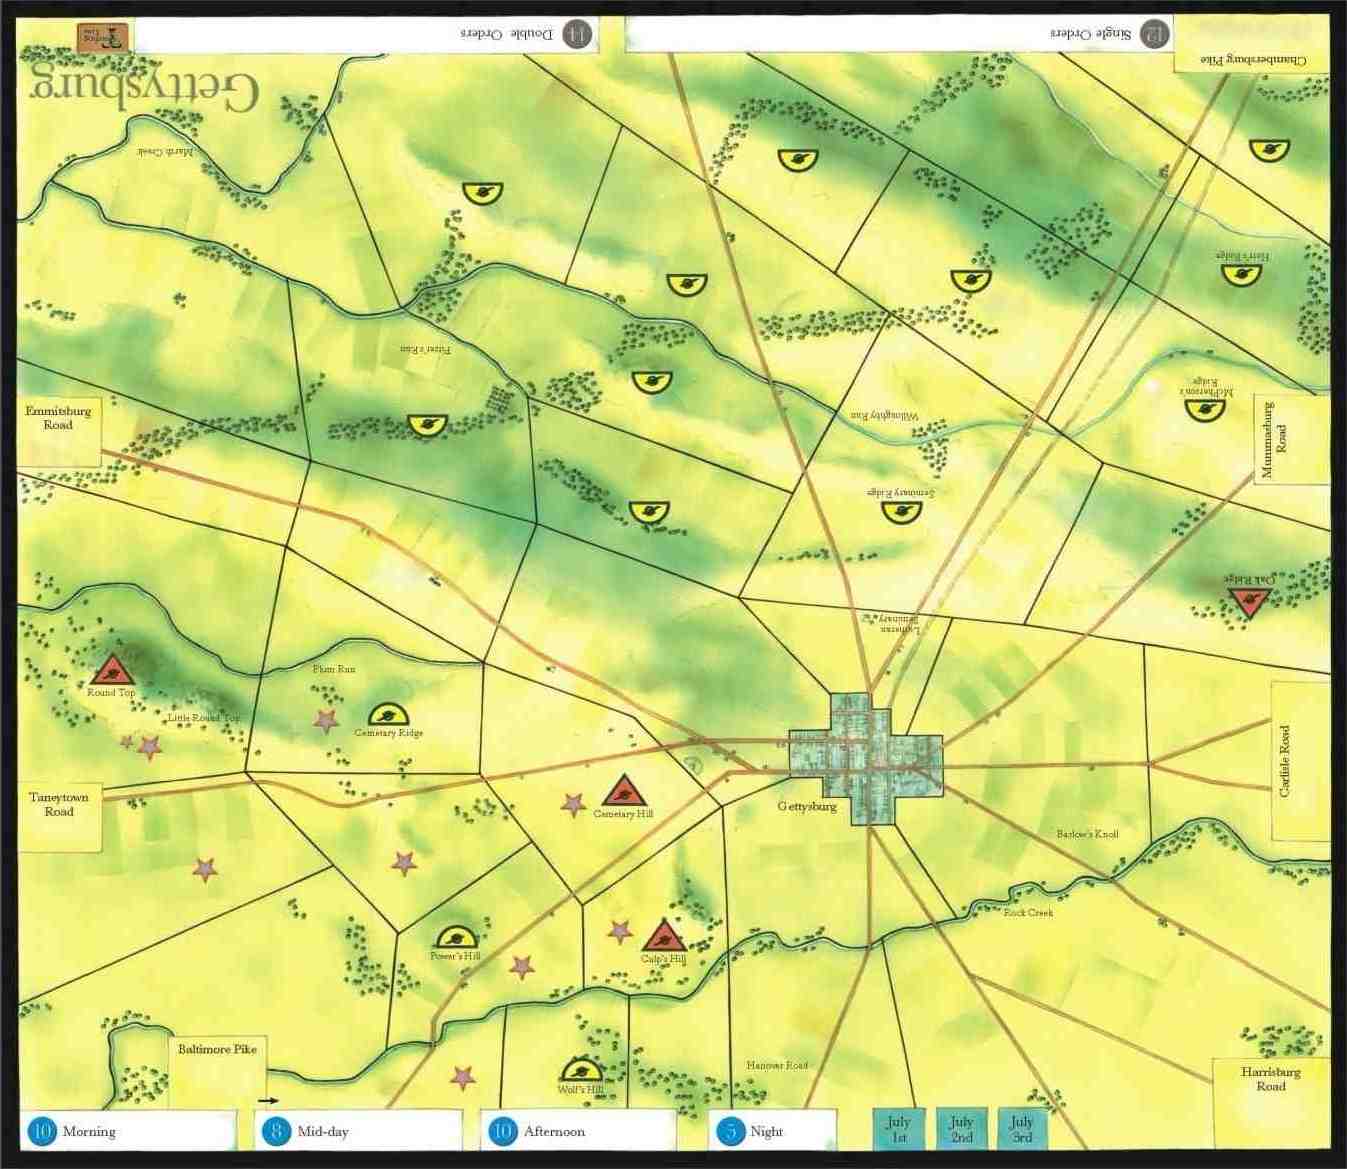 14 Double Orders
12 Single Orders
Chambersburg Pike
Gettysburg
Marsh Creek
Herr's Ridge
Pitzer's Run
McPherson's
Ridge
Emmitsburg
Road
Willoughby Run
Mummasburg
Road
Seminary Ridge
Oak Ridge
Lutheran
Seminary
Plum Run
Round Top
Little Round Top
Cemetary Ridge
Carlisle Road
Taneytown
Road
Cemetary Hill
Gettysburg
Barlow's Knoll
Rock Creek
Power's Hill
Culp's Hill
Baltimore Pike
Hanover Road
Wolf's Hill
Harrisburg
Road
10 Morning
8 Mid-day
10 Afternoon
5 Night
July
1st
July
2nd
July
3rd